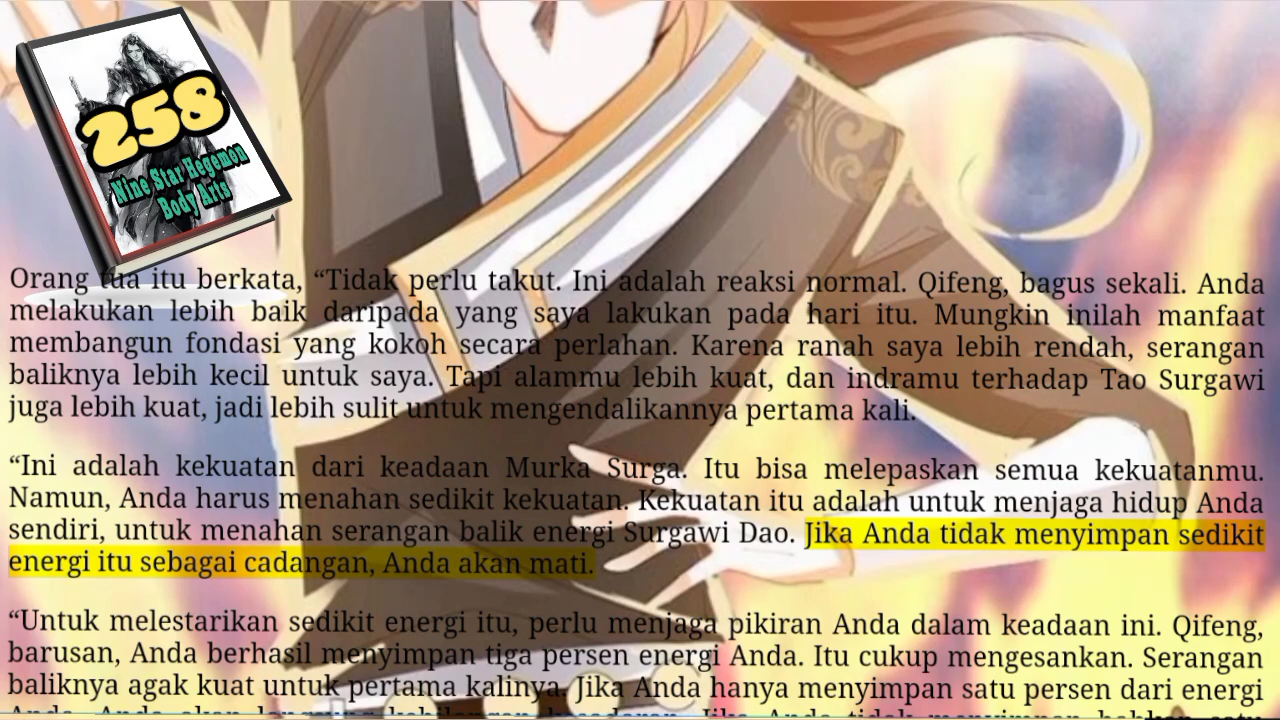 258
Nine Star Hegemon
Body Arts
Orang tua itu berkata, “Tidak perlu takut. Ini adalah reaksi normal. Qifeng, bagus sekali. Anda
melakukan lebih baik daripada yang saya lakukan pada hari itu. Mungkin inilah manfaat
membangun fondasi yang kokoh secara perlahan. Karena ranah saya lebih rendah, serangan
baliknya lebih kecil untuk saya. Tapi alammu lebih kuat, dan indramu terhadap Tao Surgawi
juga lebih kuat, jadi lebih sulit untuk mengendalikannya pertama kali.
“Ini adalah kekuatan dari keadaan Murka Surga. Itu bisa melepaskan semua kekuatanmu.
Namun, Anda harus menahan sedikit kekuatan. Kekuatan itu adalah untuk menjaga hidup Anda
sendiri, untuk menahan serangan balik energi Surgawi Dao. Jika Anda tidak menyimpan sedikit
energi itu sebagai cadangan, Anda akan mati.
“Untuk melestarikan sedikit energi itu, perlu menjaga pikiran Anda dalam keadaan ini. Qifeng,
barusan, Anda berhasil menyimpan tiga persen energi Anda. Itu cukup mengesankan. Serangan
baliknya agak kuat untuk pertama kalinya. Jika Anda hanya menyimpan satu persen dari energi